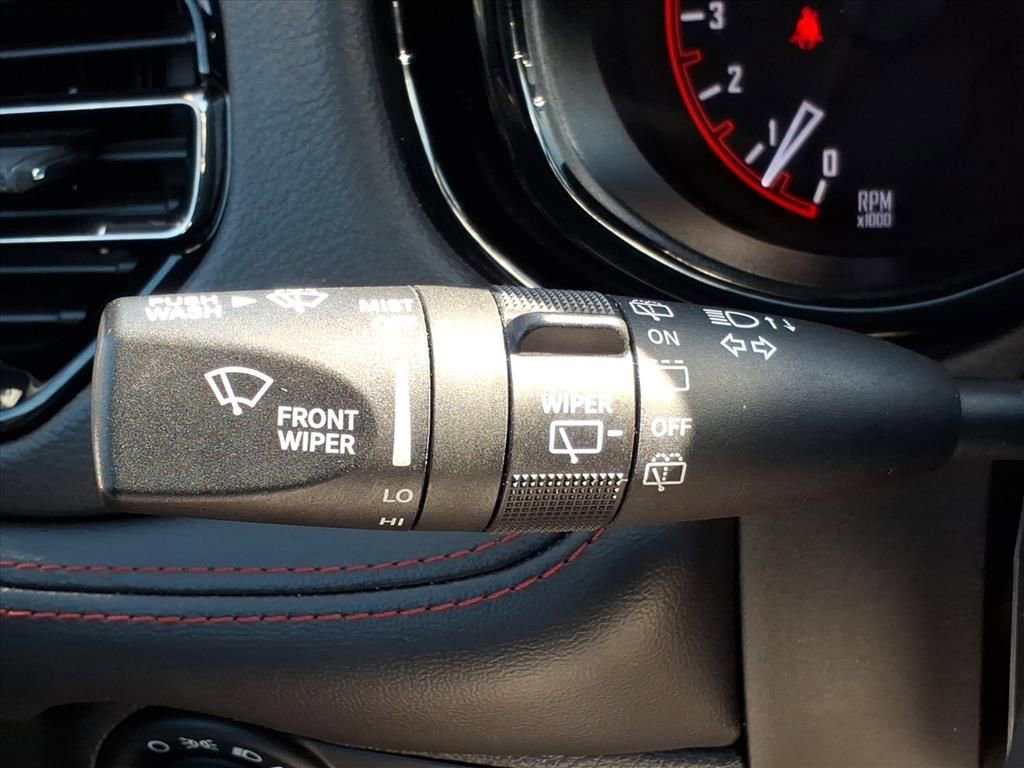 3
2
1
0
RPM
x1000
PUSH
WASH
MIST
OFF
FRONT
WIPER
LO
HI
WIPER
ON
OFF